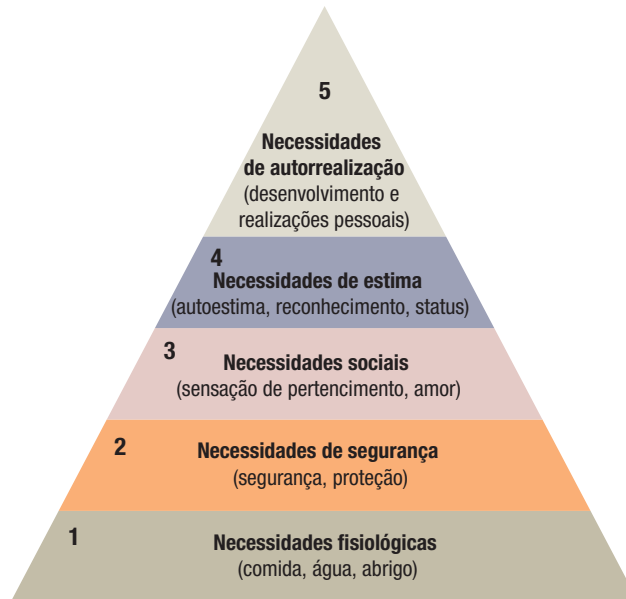 5
Necessidades
de autorrealização
(desenvolvimento e
realizações pessoais)
4
Necessidades de estima
(autoestima, reconhecimento, status)
3
Necessidades sociais
(sensação de pertencimento, amor)
2
Necessidades de segurança
(segurança, proteção)
1
Necessidades fisiológicas
(comida, água, abrigo)